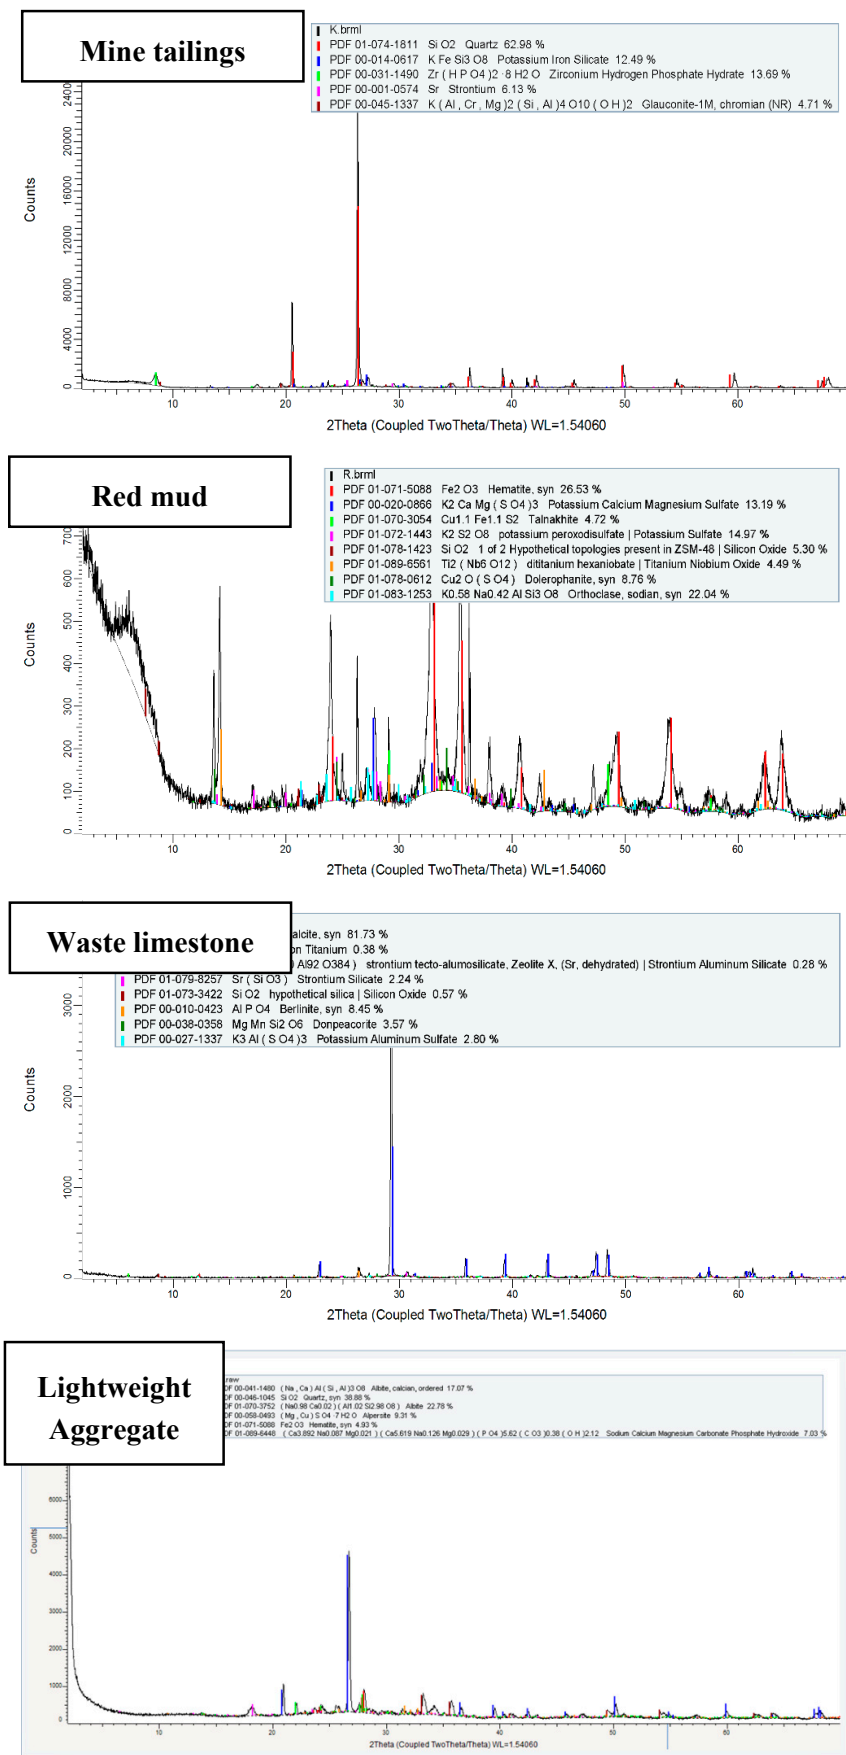 Mine tailings
K.brml
PDF 01-074-1811 Si O2 Quartz 62.98 %
PDF 00-014-0617 K Fe Si3 O8 Potassium Iron Silicate 12.49 %
PDF 00-031-1490 Zr ( H P O4 )2 ·8 H2 O Zirconium Hydrogen Phosphate Hydrate 13.69 %
PDF 00-001-0574 Sr Strontium 6.13 %
PDF 00-045-1337 K ( Al , Cr , Mg )2 ( Si , Al )4 O10 ( O H )2 Glauconite-1M, chromian (NR) 4.71 %
24000
20000
16000
12000
8000
4000
0
Counts
10 20 30 40 50 60
2Theta (Coupled TwoTheta/Theta) WL=1.54060
Red mud
R.brml
PDF 01-071-5088 Fe2 O3 Hematite, syn 26.53 %
PDF 00-020-0866 K2 Ca Mg ( S O4 )3 Potassium Calcium Magnesium Sulfate 13.19 %
PDF 01-070-3054 Cu1.1 Fe1.1 S2 Talnakhite 4.72 %
PDF 01-072-1443 K2 S2 O8 potassium peroxodisulfate | Potassium Sulfate 14.97 %
PDF 01-078-1423 Si O2 1 of 2 Hypothetical topologies present in ZSM-48 | Silicon Oxide 5.30 %
PDF 01-089-6561 Ti2 ( Nb6 O12 ) dititanium hexaniobate | Titanium Niobium Oxide 4.49 %
PDF 01-078-0612 Cu2 O ( S O4 ) Dolerophanite, syn 8.76 %
PDF 01-083-1253 K0.58 Na0.42 Al Si3 O8 Orthoclase, sodian, syn 22.04 %
700
600
500
400
300
200
100
0
Counts
10 20 30 40 50 60
2Theta (Coupled TwoTheta/Theta) WL=1.54060
Waste limestone
alcite, syn 81.73 %
on Titanium 0.38 %
Al92 O384 ) strontium tecto-alumosilicate, Zeolite X, (Sr, dehydrated) | Strontium Aluminum Silicate 0.28 %
PDF 01-079-8257 Sr ( Si O3 ) Strontium Silicate 2.24 %
PDF 01-073-3422 Si O2 hypothetical silica | Silicon Oxide 0.57 %
PDF 00-010-0423 Al P O4 Berlinite, syn 8.45 %
PDF 00-038-0358 Mg Mn Si2 O6 Donpeacorite 3.57 %
PDF 00-027-1337 K3 Al ( S O4 )3 Potassium Aluminum Sulfate 2.80 %
3000
2000
1000
0
Counts
10 20 30 40 50 60
2Theta (Coupled TwoTheta/Theta) WL=1.54060
Lightweight
Aggregate
raw
DF 00-041-1480 ( Na , Ca ) Al ( Si , Al )3 O8 Albite, calcian, ordered 17.07 %
DF 00-046-1045 Si O2 Quartz, syn 38.88 %
DF 01-070-3752 ( Na0.98 Ca0.02 ) ( Al1.02 Si2.98 O8 ) Albite 22.78 %
DF 00-058-0493 ( Mg , Cu ) S O4 ·7 H2 O Alpersite 9.31 %
DF 01-071-5088 Fe2 O3 Hematite, syn 4.93 %
DF 01-089-6448 ( Ca3.892 Na0.087 Mg0.021 ) ( Ca5.619 Na0.126 Mg0.029 ) ( P O4 )5.62 ( C O3 )0.38 ( O H )2.12 Sodium Calcium Magnesium Carbonate Phosphate Hydroxide 7.03 %
6000
5000
4000
3000
2000
1000
0
Counts
10 20 30 40 50 60
2Theta (Coupled TwoTheta/Theta) WL=1.54060